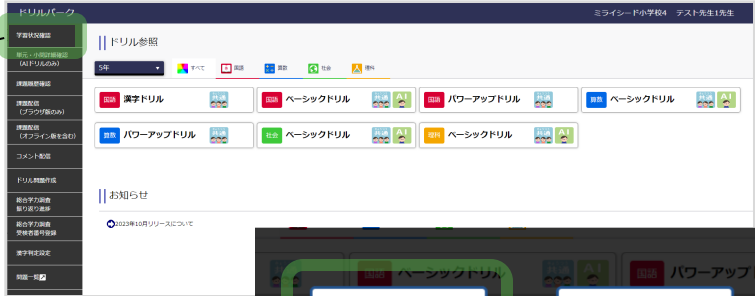 ドリルパーク
ミライシード小学校4 テスト先生1先生
学習状況確認
単元・小問詳細確認
（AIドリルのみ）
課題履歴確認
課題配信
（ブラウザ版のみ）
課題配信
（オフライン版を含む）
コメント配信
ドリル問題作成
総合学力調査
振り返り進捗
総合学力調査
受検者番号登録
漢字判定設定
問題一覧
ドリル参照
5年
すべて
国語
算数
社会
理科
国語 漢字ドリル 共通
国語 ベーシックドリル 共通 AI
国語 パワーアップドリル 共通
算数 ベーシックドリル 共通 AI
算数 パワーアップドリル 共通
社会 ベーシックドリル 共通 AI
理科 ベーシックドリル 共通 AI
お知らせ
2023年10月リリースについて
国語 ベーシックドリル 共通 AI
国語 パワーアップ